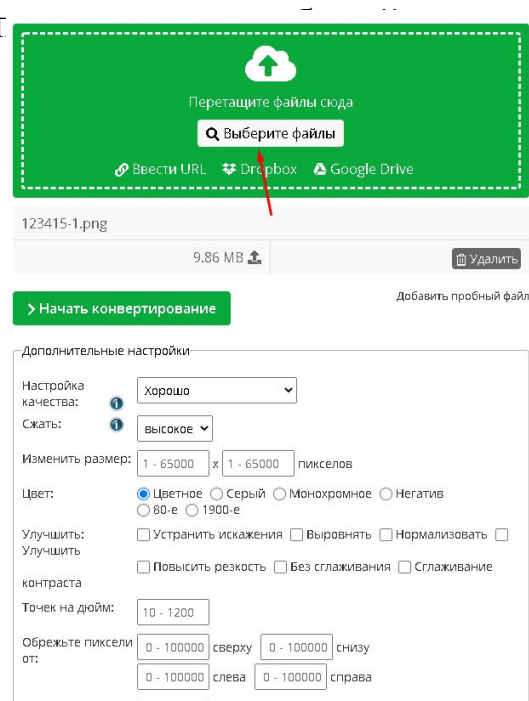 Перетащите файлы сюда
Выберите файлы
Ввести URL Dropbox Google Drive
123415-1.png
9.86 MB
Удалить
Добавить пробный файл
Начать конвертирование
Дополнительные настройки
Настройка качества:
Хорошо
Сжать:
высокое
Изменить размер:
1 - 65000 x 1 - 65000 пикселов
Цвет:
Цветное Серый Монохромное Негатив
80-е 1900-е
Улучшить:
Устранить искажения Выровнять Нормализовать
Улучшить контраста
Повысить резкость Без сглаживания Сглаживание
Точек на дюйм:
10 - 1200
Обрежьте пиксели от:
0 - 100000 сверху 0 - 100000 снизу
0 - 100000 слева 0 - 100000 справа